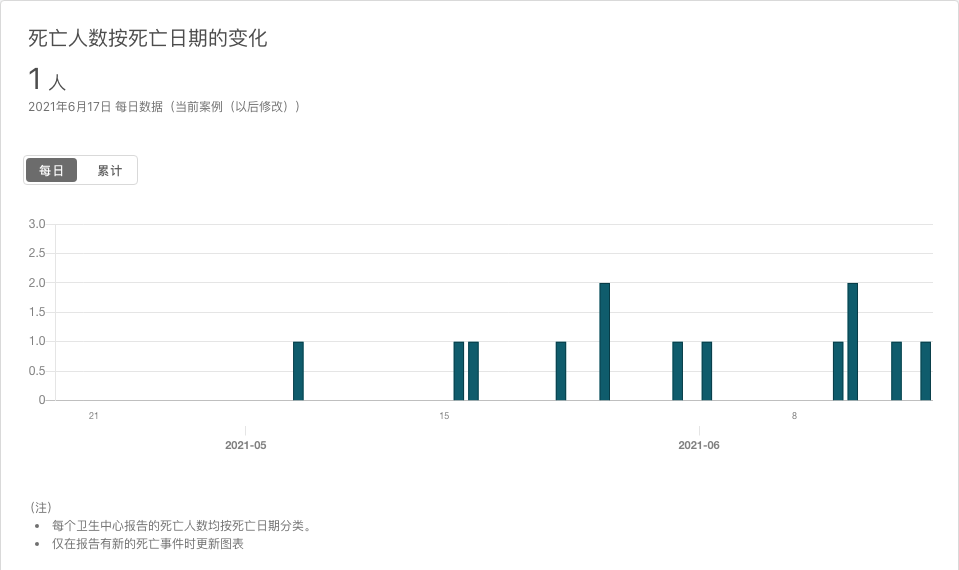 死亡人数按死亡日期的变化
1 人
2021年6月17日 每日数据（当前案例（以后修改））
每日 累计
3.0
2.5
2.0
1.5
1.0
0.5
0
21 15 8
2021-05 2021-06
(注)
• 每个卫生中心报告的死亡人数均按死亡日期分类。
• 仅在报告有新的死亡事件时更新图表